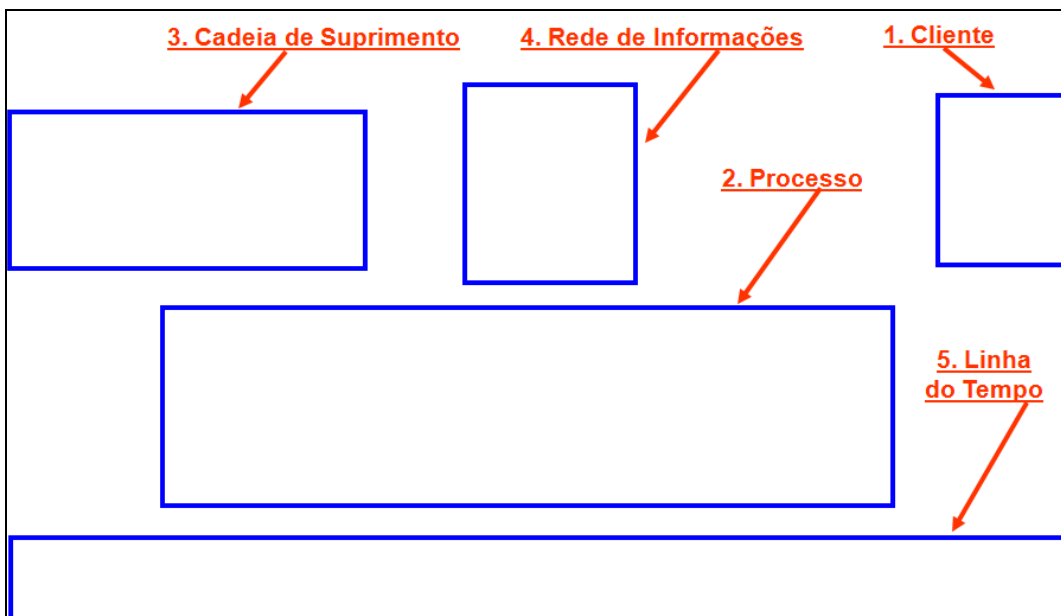 3. Cadeia de Suprimento
4. Rede de Informações
1. Cliente
2. Processo
5. Linha
do Tempo